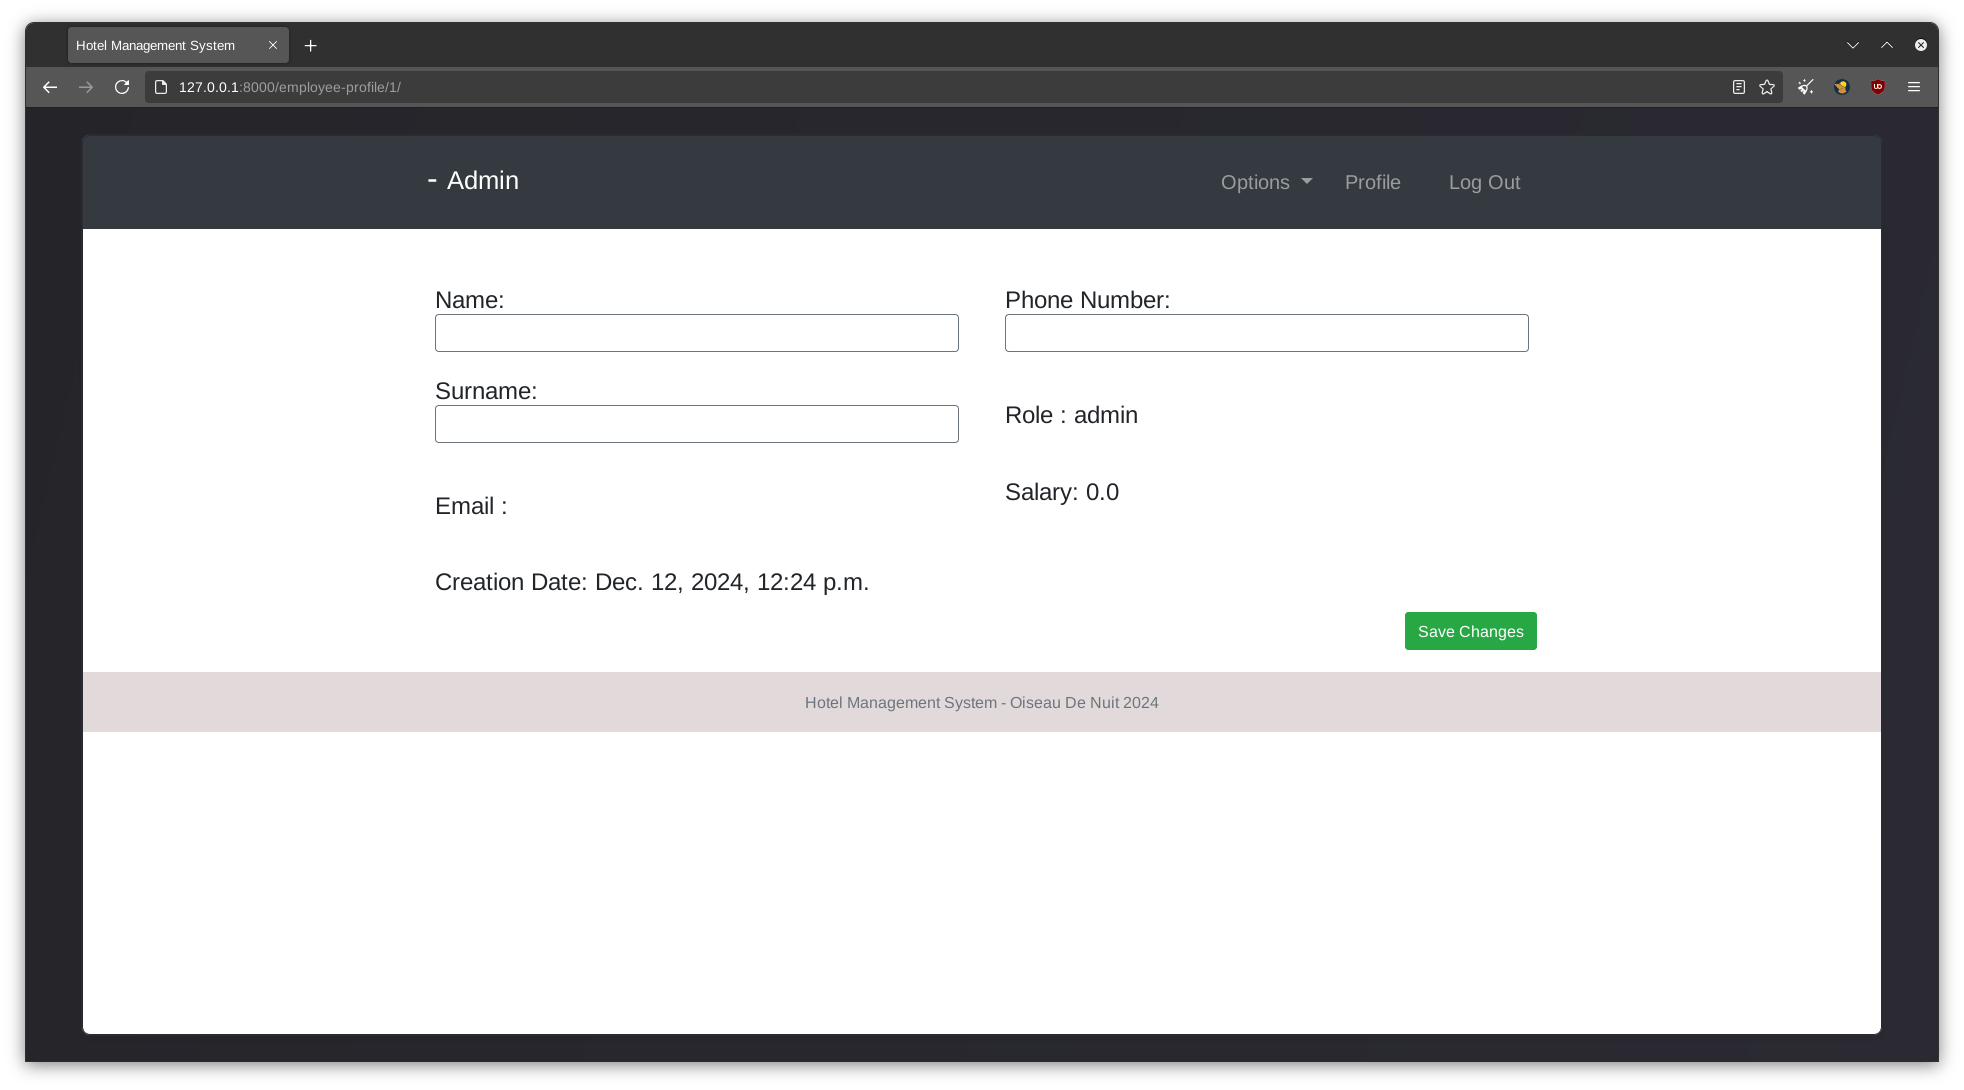 Hotel Management System
127.0.0.1:8000/employee-profile/1/
- Admin
Options
Profile
Log Out
Name:
Phone Number:
Surname:
Role : admin
Email :
Salary: 0.0
Creation Date: Dec. 12, 2024, 12:24 p.m.
Save Changes
Hotel Management System - Oiseau De Nuit 2024